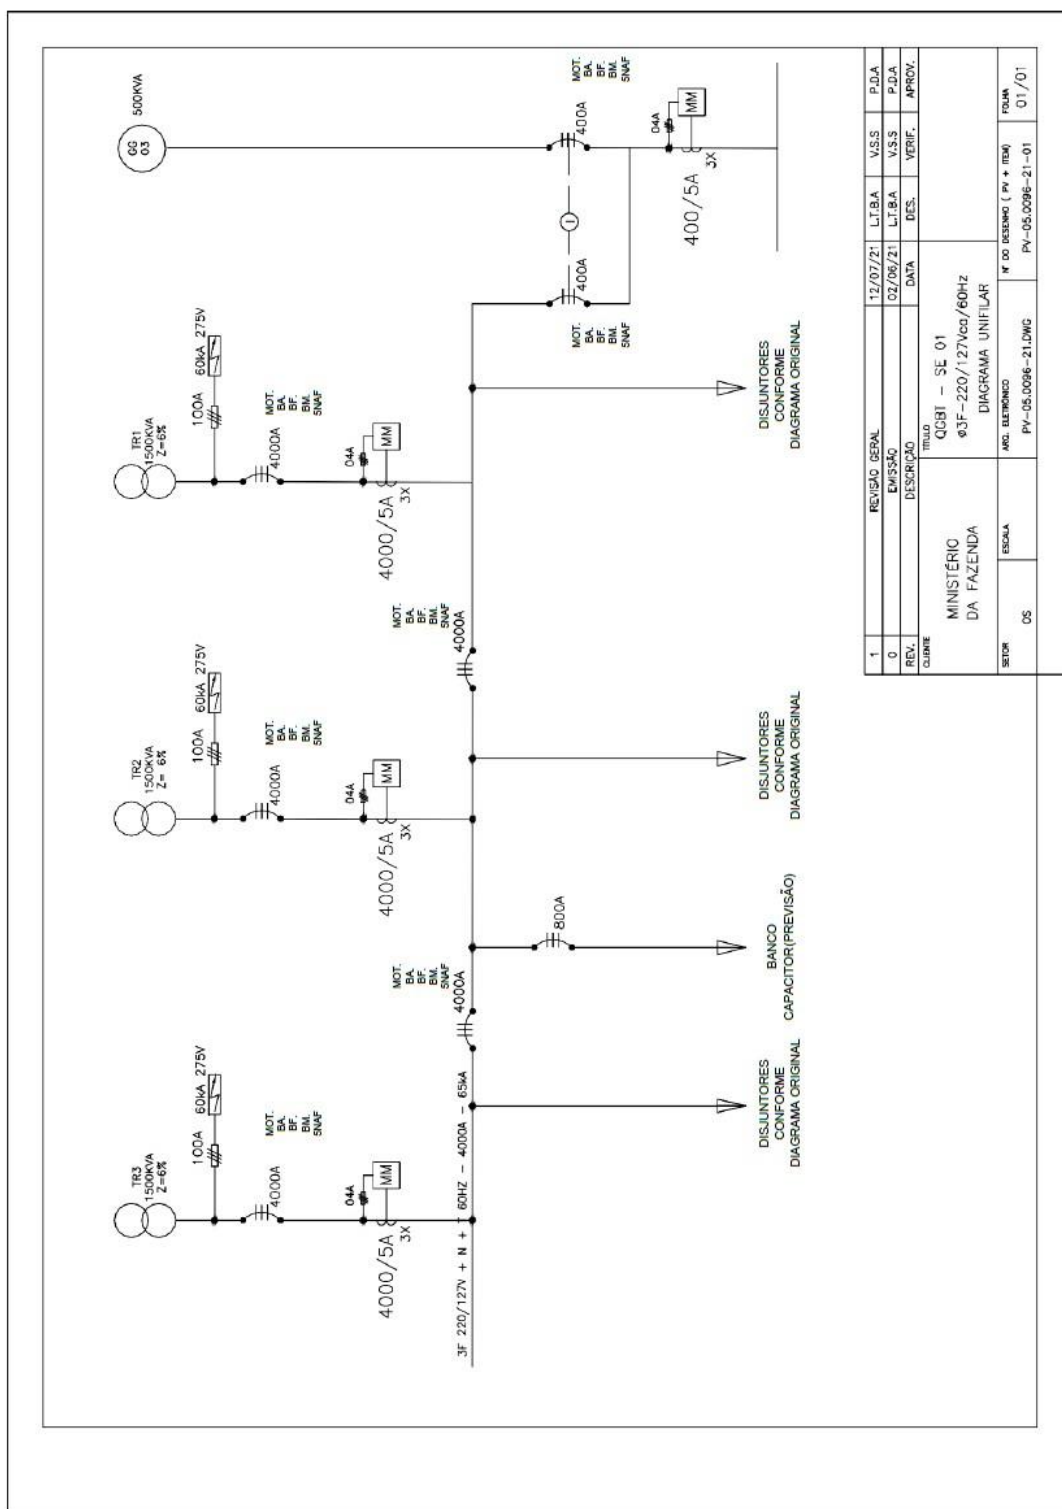 TR3
1500KVA
Z=6%
100A
60kA 275V
4000A
MOT.
BA.
BF.
BM.
5NAF
04A
MM
4000/5A
3X
3F 220/127V + N + T 60HZ - 4000A - 65kA
TR2
1500KVA
Z= 6%
100A
60kA 275V
4000A
MOT.
BA.
BF.
BM.
5NAF
04A
MM
4000/5A
3X
TR1
1500KVA
Z=6%
100A
60kA 275V
4000A
MOT.
BA.
BF.
BM.
5NAF
04A
MM
4000/5A
3X
GG
03
500KVA
MOT.
BA.
BF.
BM.
5NAF
4000A
MOT.
BA.
BF.
BM.
5NAF
4000A
400A
MOT.
BA.
BF.
BM.
5NAF
I
400A
MOT.
BA.
BF.
BM.
5NAF
04A
MM
400/5A
3X
800A
DISJUNTORES
CONFORME
DIAGRAMA ORIGINAL
BANCO
CAPACITOR(PREVISÃO)
DISJUNTORES
CONFORME
DIAGRAMA ORIGINAL
DISJUNTORES
CONFORME
DIAGRAMA ORIGINAL
1 REVISÃO GERAL 12/07/21 L.T.B.A V.S.S P.D.A
0 EMISSÃO 02/06/21 L.T.B.A V.S.S P.D.A
REV. DESCRIÇÃO DATA DES. VERIF. APROV.
CLIENTE
MINISTÉRIO
DA FAZENDA
TÍTULO
QGBT - SE 01
ø3F-220/127Vca/60Hz
DIAGRAMA UNIFILAR
SETOR
OS
ESCALA
ARQ. ELETRÔNICO
PV-05.0096-21.DWG
Nº DO DESENHO ( PV + ITEM)
PV-05.0096-21-01
FOLHA
01/01